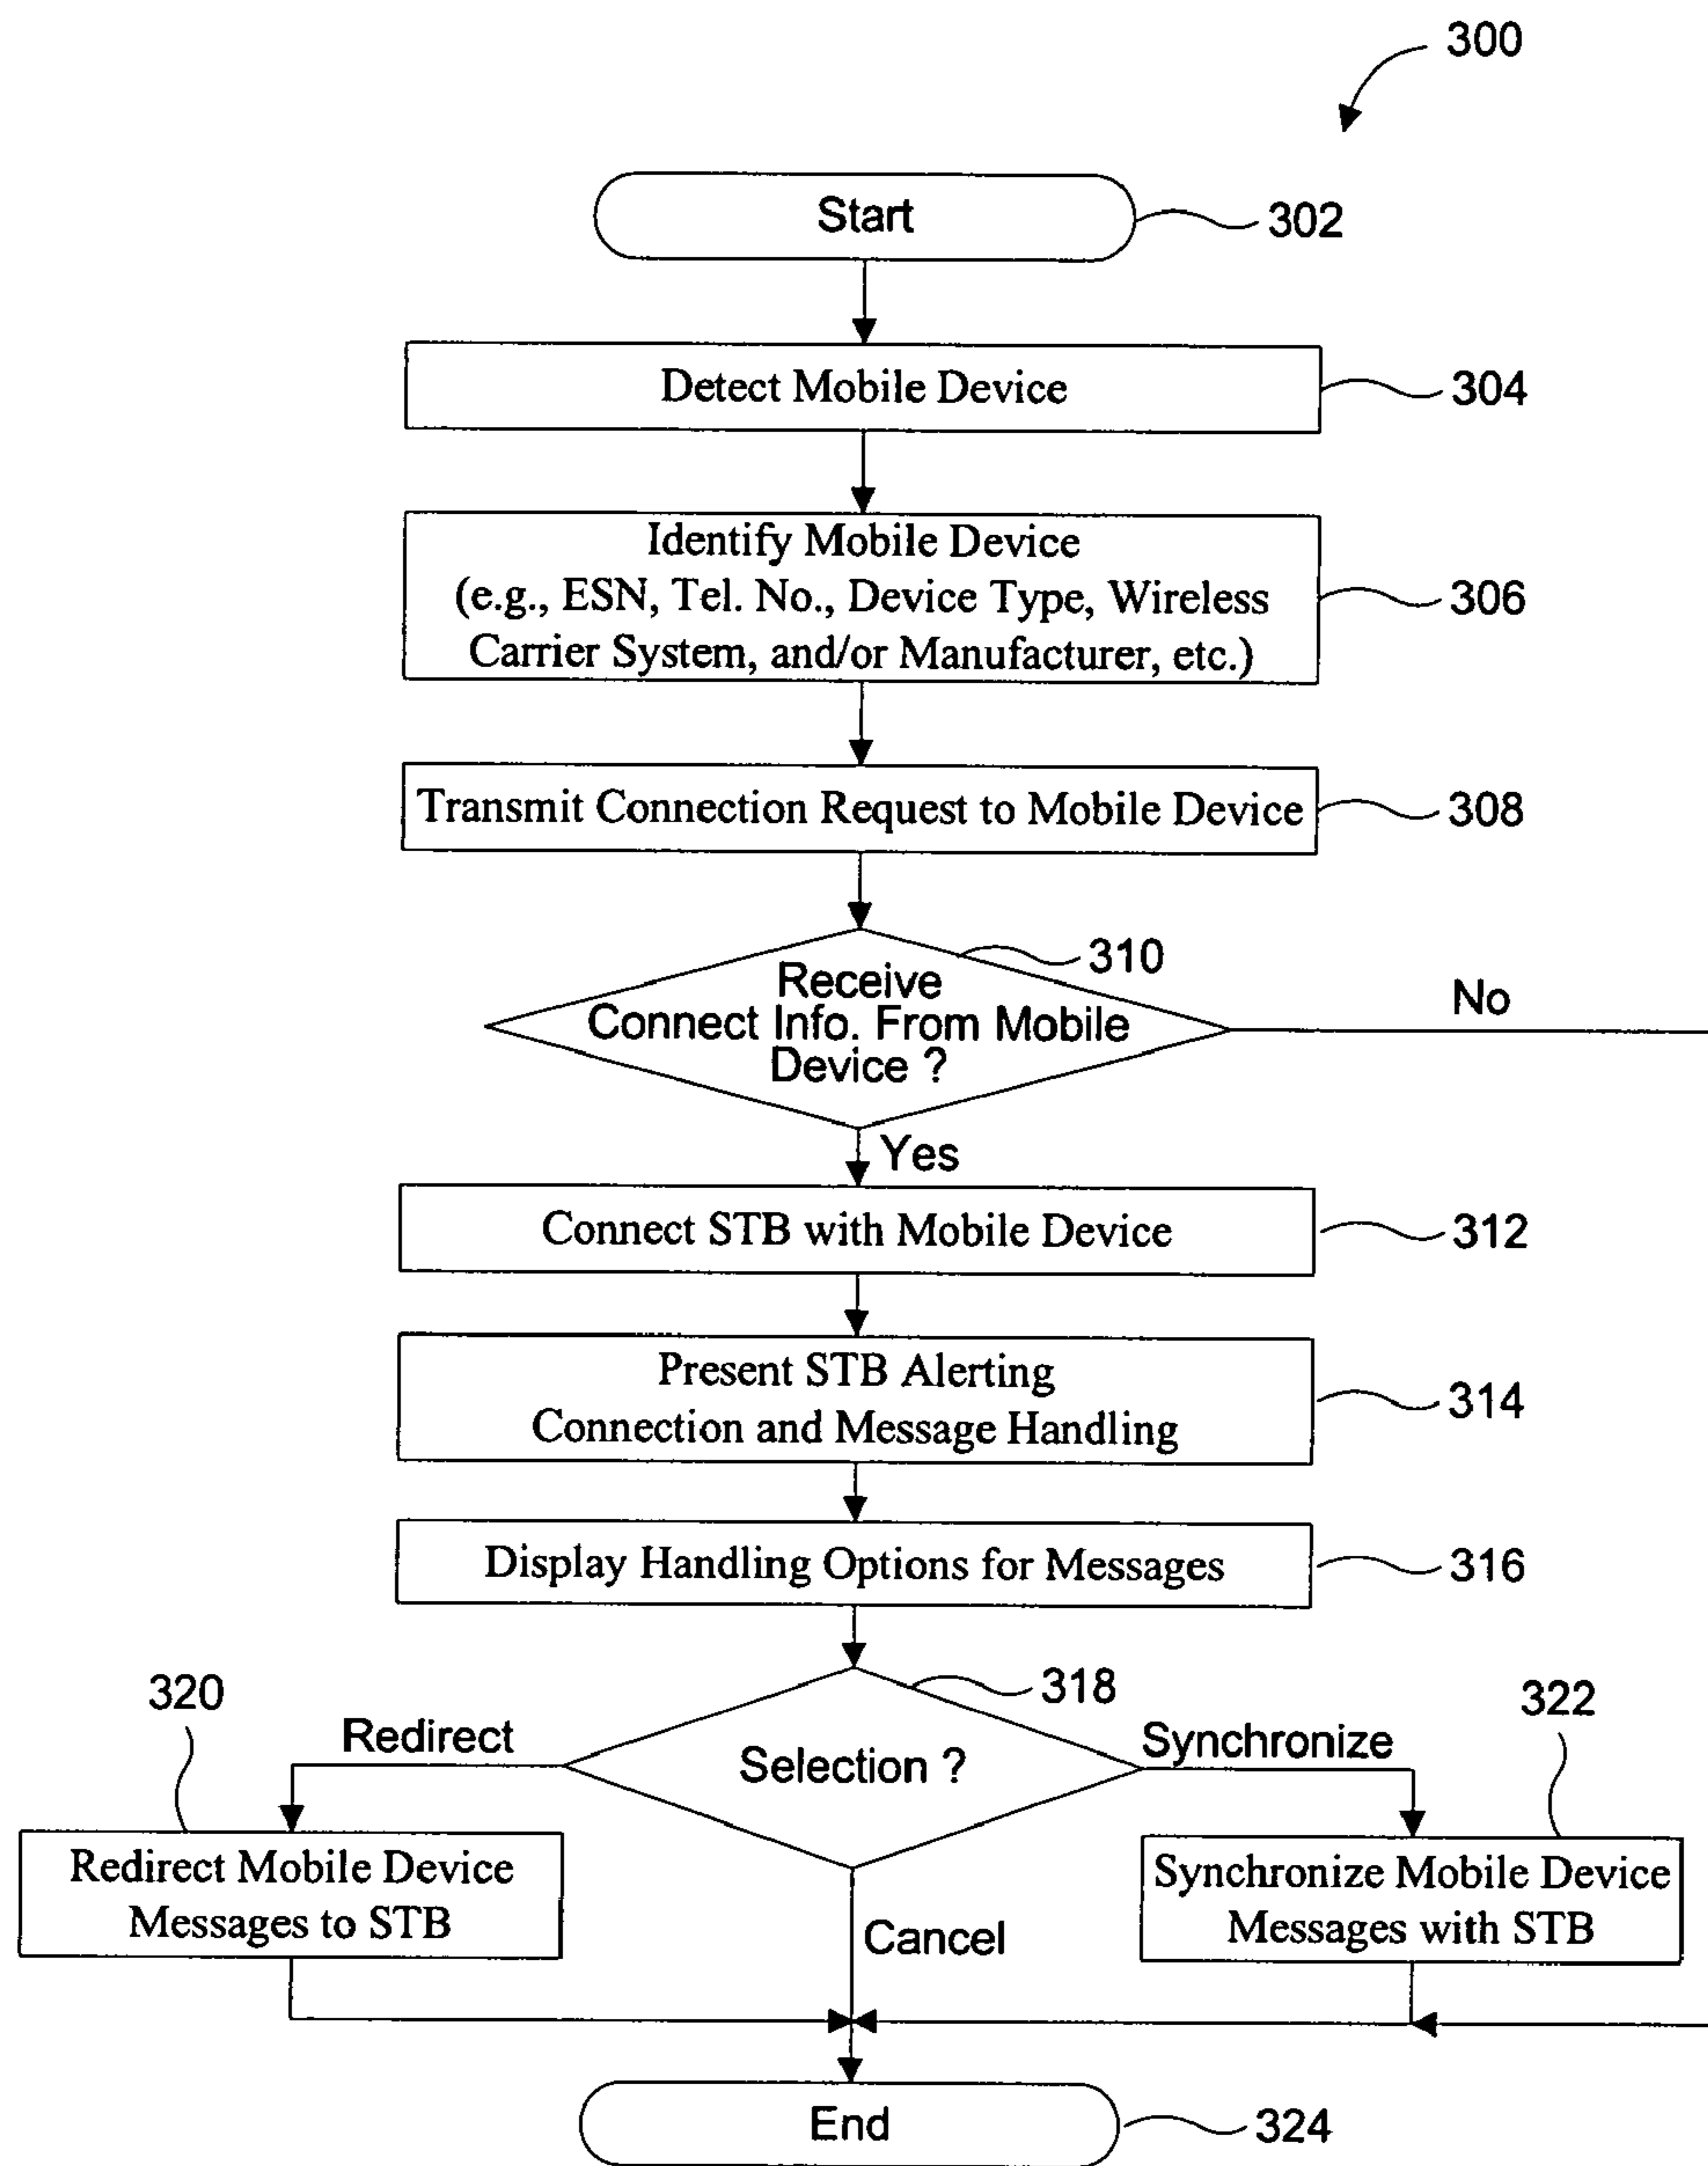 300
Start
302
Detect Mobile Device
304
Identify Mobile Device
(e.g., ESN, Tel. No., Device Type, Wireless
Carrier System, and/or Manufacturer, etc.)
306
Transmit Connection Request to Mobile Device
308
310
Receive
Connect Info. From Mobile
Device ?
No
Yes
Connect STB with Mobile Device
312
Present STB Alerting
Connection and Message Handling
314
Display Handling Options for Messages
316
318
Selection ?
320
Redirect
Synchronize
322
Redirect Mobile Device
Messages to STB
Cancel
Synchronize Mobile Device
Messages with STB
End
324